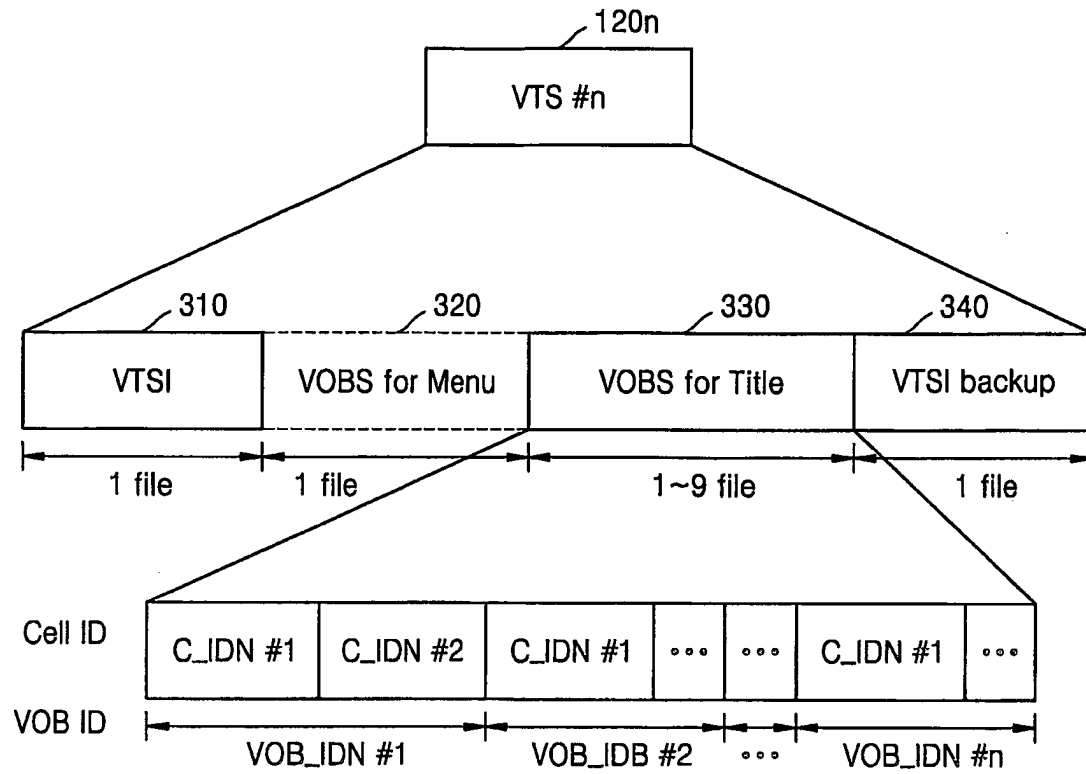 120n
VTS #n
310
320
330
340
VTSI
VOBS for Menu
VOBS for Title
VTSI backup
1 file
1 file
1~9 file
1 file
Cell ID
C_IDN #1
C_IDN #2
C_IDN #1
•••
•••
C_IDN #1
•••
VOB ID
VOB_IDN #1
VOB_IDB #2
•••
VOB_IDN #n